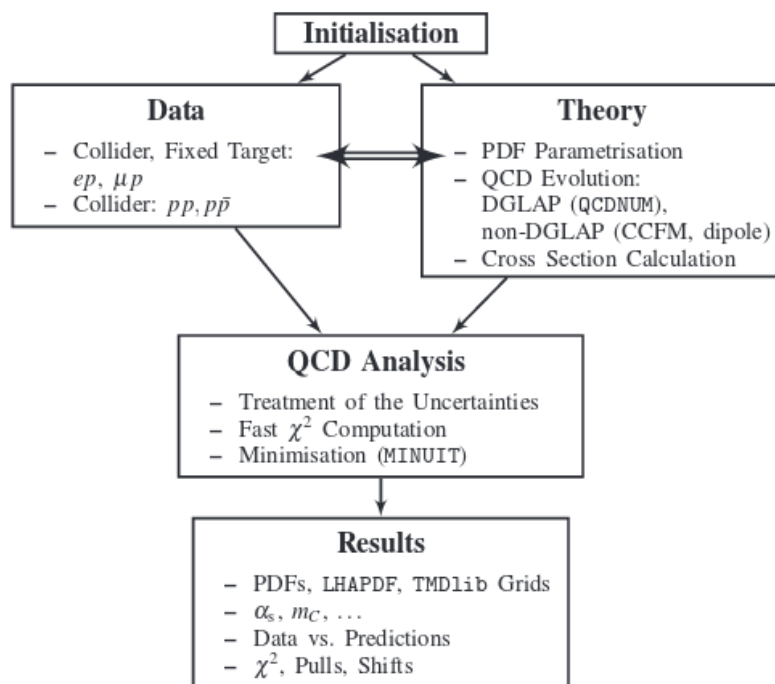 Initialisation
Data
– Collider, Fixed Target:
ep, μp
– Collider: pp, pp̄
Theory
– PDF Parametrisation
– QCD Evolution:
DGLAP (QCDNUM),
non-DGLAP (CCFM, dipole)
– Cross Section Calculation
QCD Analysis
– Treatment of the Uncertainties
– Fast χ² Computation
– Minimisation (MINUIT)
Results
– PDFs, LHAPDF, TMDlib Grids
– αs, mC, …
– Data vs. Predictions
– χ², Pulls, Shifts